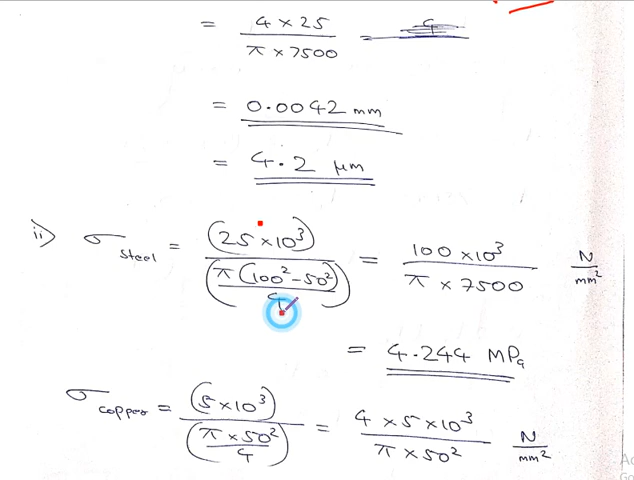 = 4 × 25 / π × 7500 =
= 0.0042 mm
= 4.2 μm
ii) σ steel = (25 × 10³) / (π (100² - 50²) / 4) = 100 × 10³ / π × 7500 N/mm²
= 4.244 MPa
σ copper = (5 × 10³) / (π × 50² / 4) = 4 × 5 × 10³ / π × 50² N/mm²